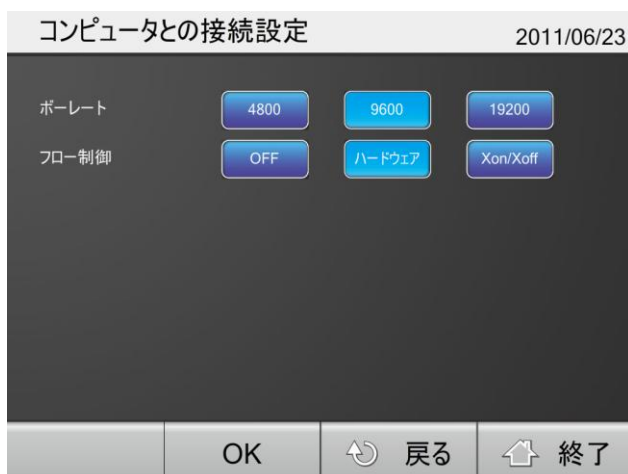 コンピュータとの接続設定 2011/06/23
ボーレート 4800 9600 19200
フロー制御 OFF ハードウェア Xon/Xoff
OK 戻る 終了